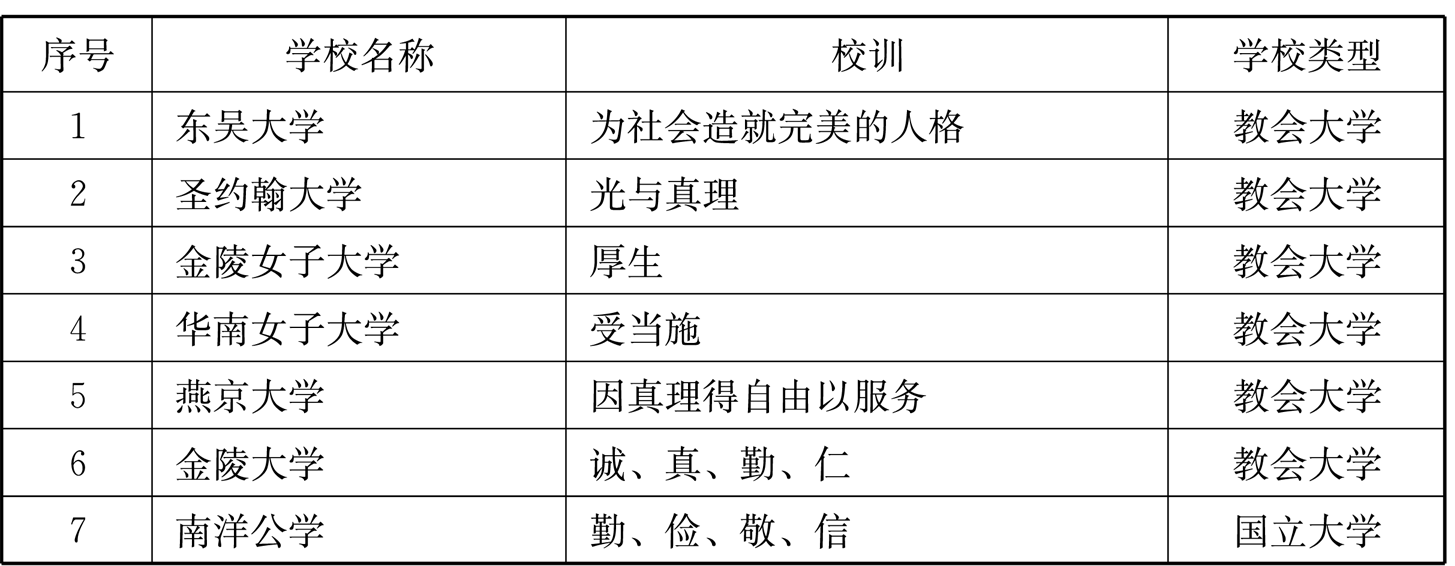 序号 学校名称 校训 学校类型
1 东吴大学 为社会造就完美的人格 教会大学
2 圣约翰大学 光与真理 教会大学
3 金陵女子大学 厚生 教会大学
4 华南女子大学 受当施 教会大学
5 燕京大学 因真理得自由以服务 教会大学
6 金陵大学 诚、真、勤、仁 教会大学
7 南洋公学 勤、俭、敬、信 国立大学